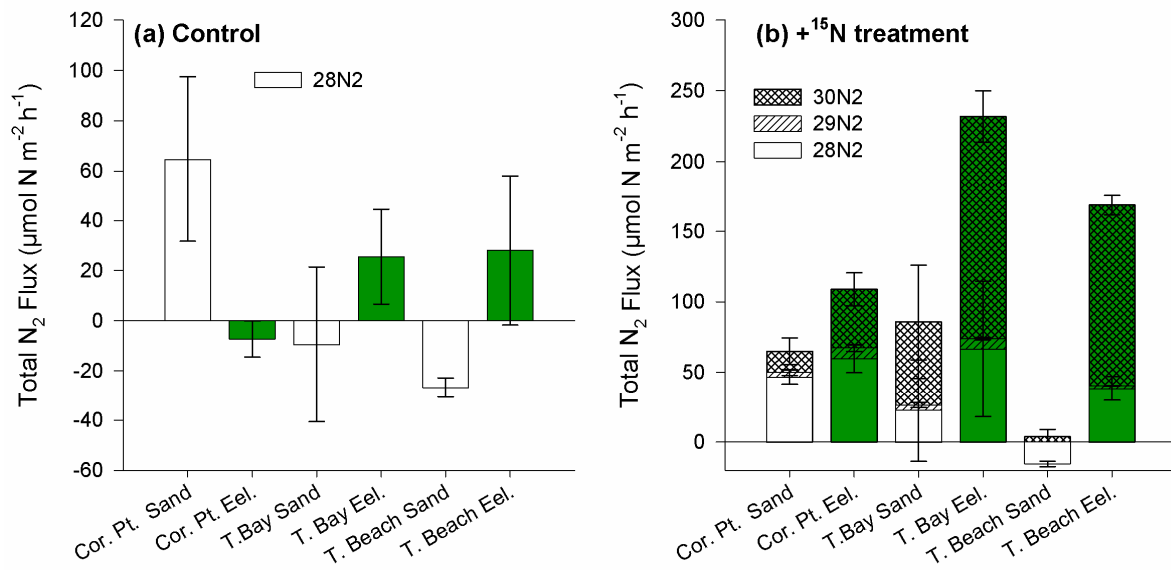 (a) Control
28N2
Total N₂ Flux (µmol N m⁻² h⁻¹)
120
100
80
60
40
20
0
-20
-40
-60
Cor. Pt.  Sand
Cor. Pt. Eel.
T.Bay Sand
T. Bay Eel.
T. Beach Sand
T. Beach Eel.
(b) +¹⁵N treatment
30N2
29N2
28N2
Total N₂ Flux (µmol N m⁻² h⁻¹)
300
250
200
150
100
50
0
Cor. Pt.  Sand
Cor. Pt. Eel.
T.Bay Sand
T. Bay Eel.
T. Beach Sand
T. Beach Eel.